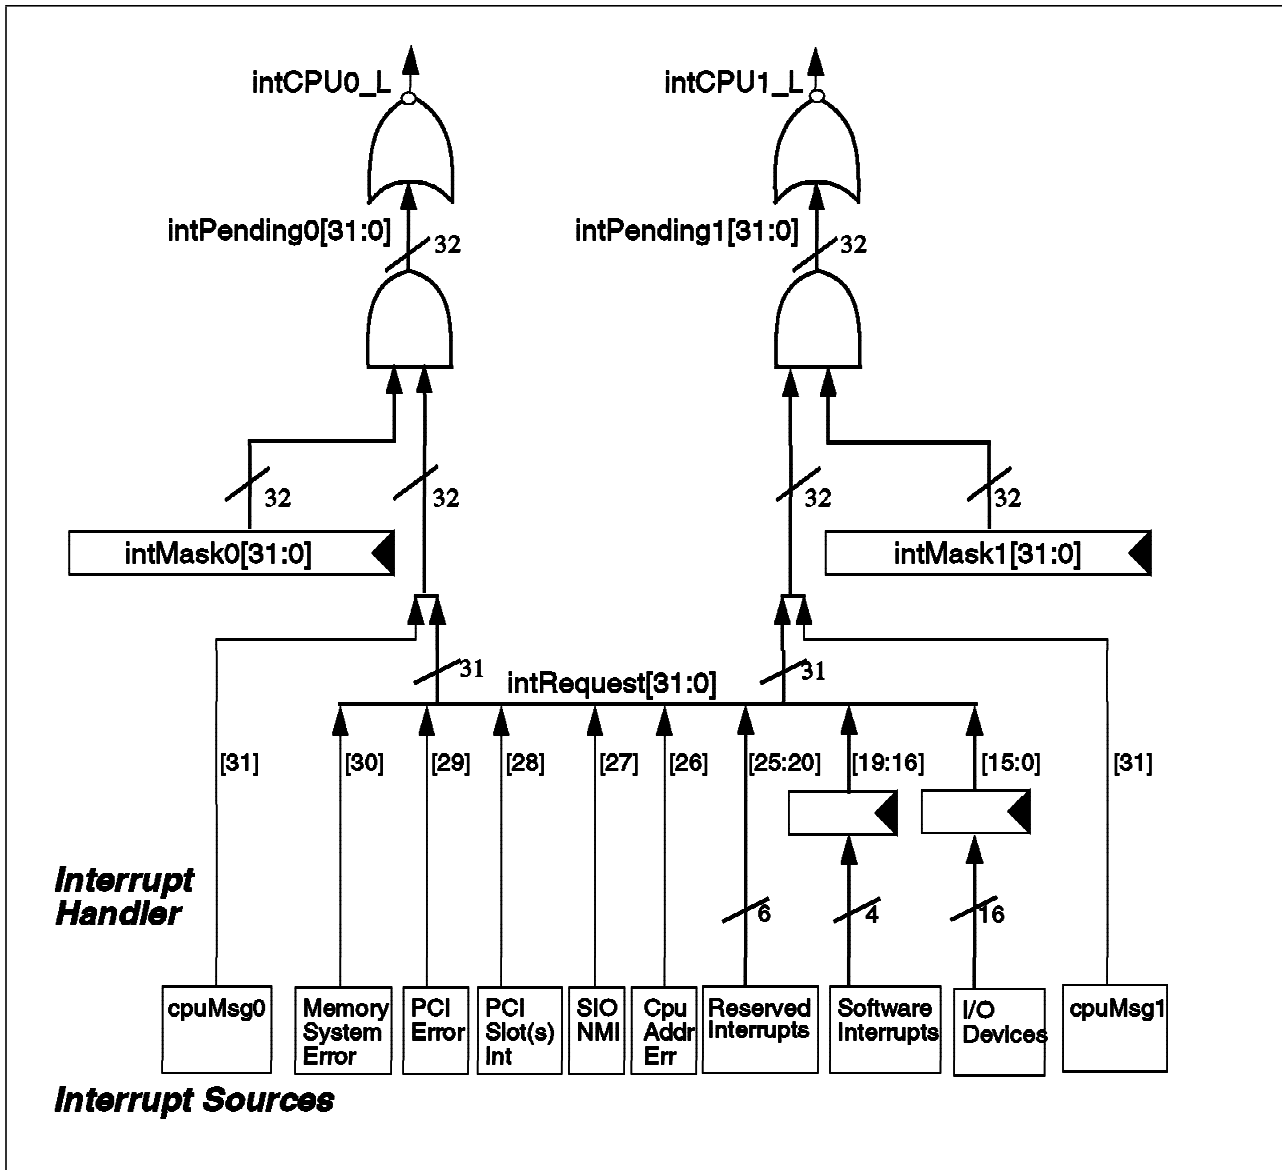 intCPU0_L
intCPU1_L
intPending0[31:0]
32
intPending1[31:0]
32
32
32
32
32
intMask0[31:0]
intMask1[31:0]
31
intRequest[31:0]
31
[31]
[30]
[29]
[28]
[27]
[26]
[25:20]
[19:16]
[15:0]
[31]
Interrupt
Handler
6
4
16
cpuMsg0
Memory
System
Error
PCI
Error
PCI
Slot(s)
Int
SIO
NMI
Cpu
Addr
Err
Reserved
Interrupts
Software
Interrupts
I/O
Devices
cpuMsg1
Interrupt Sources